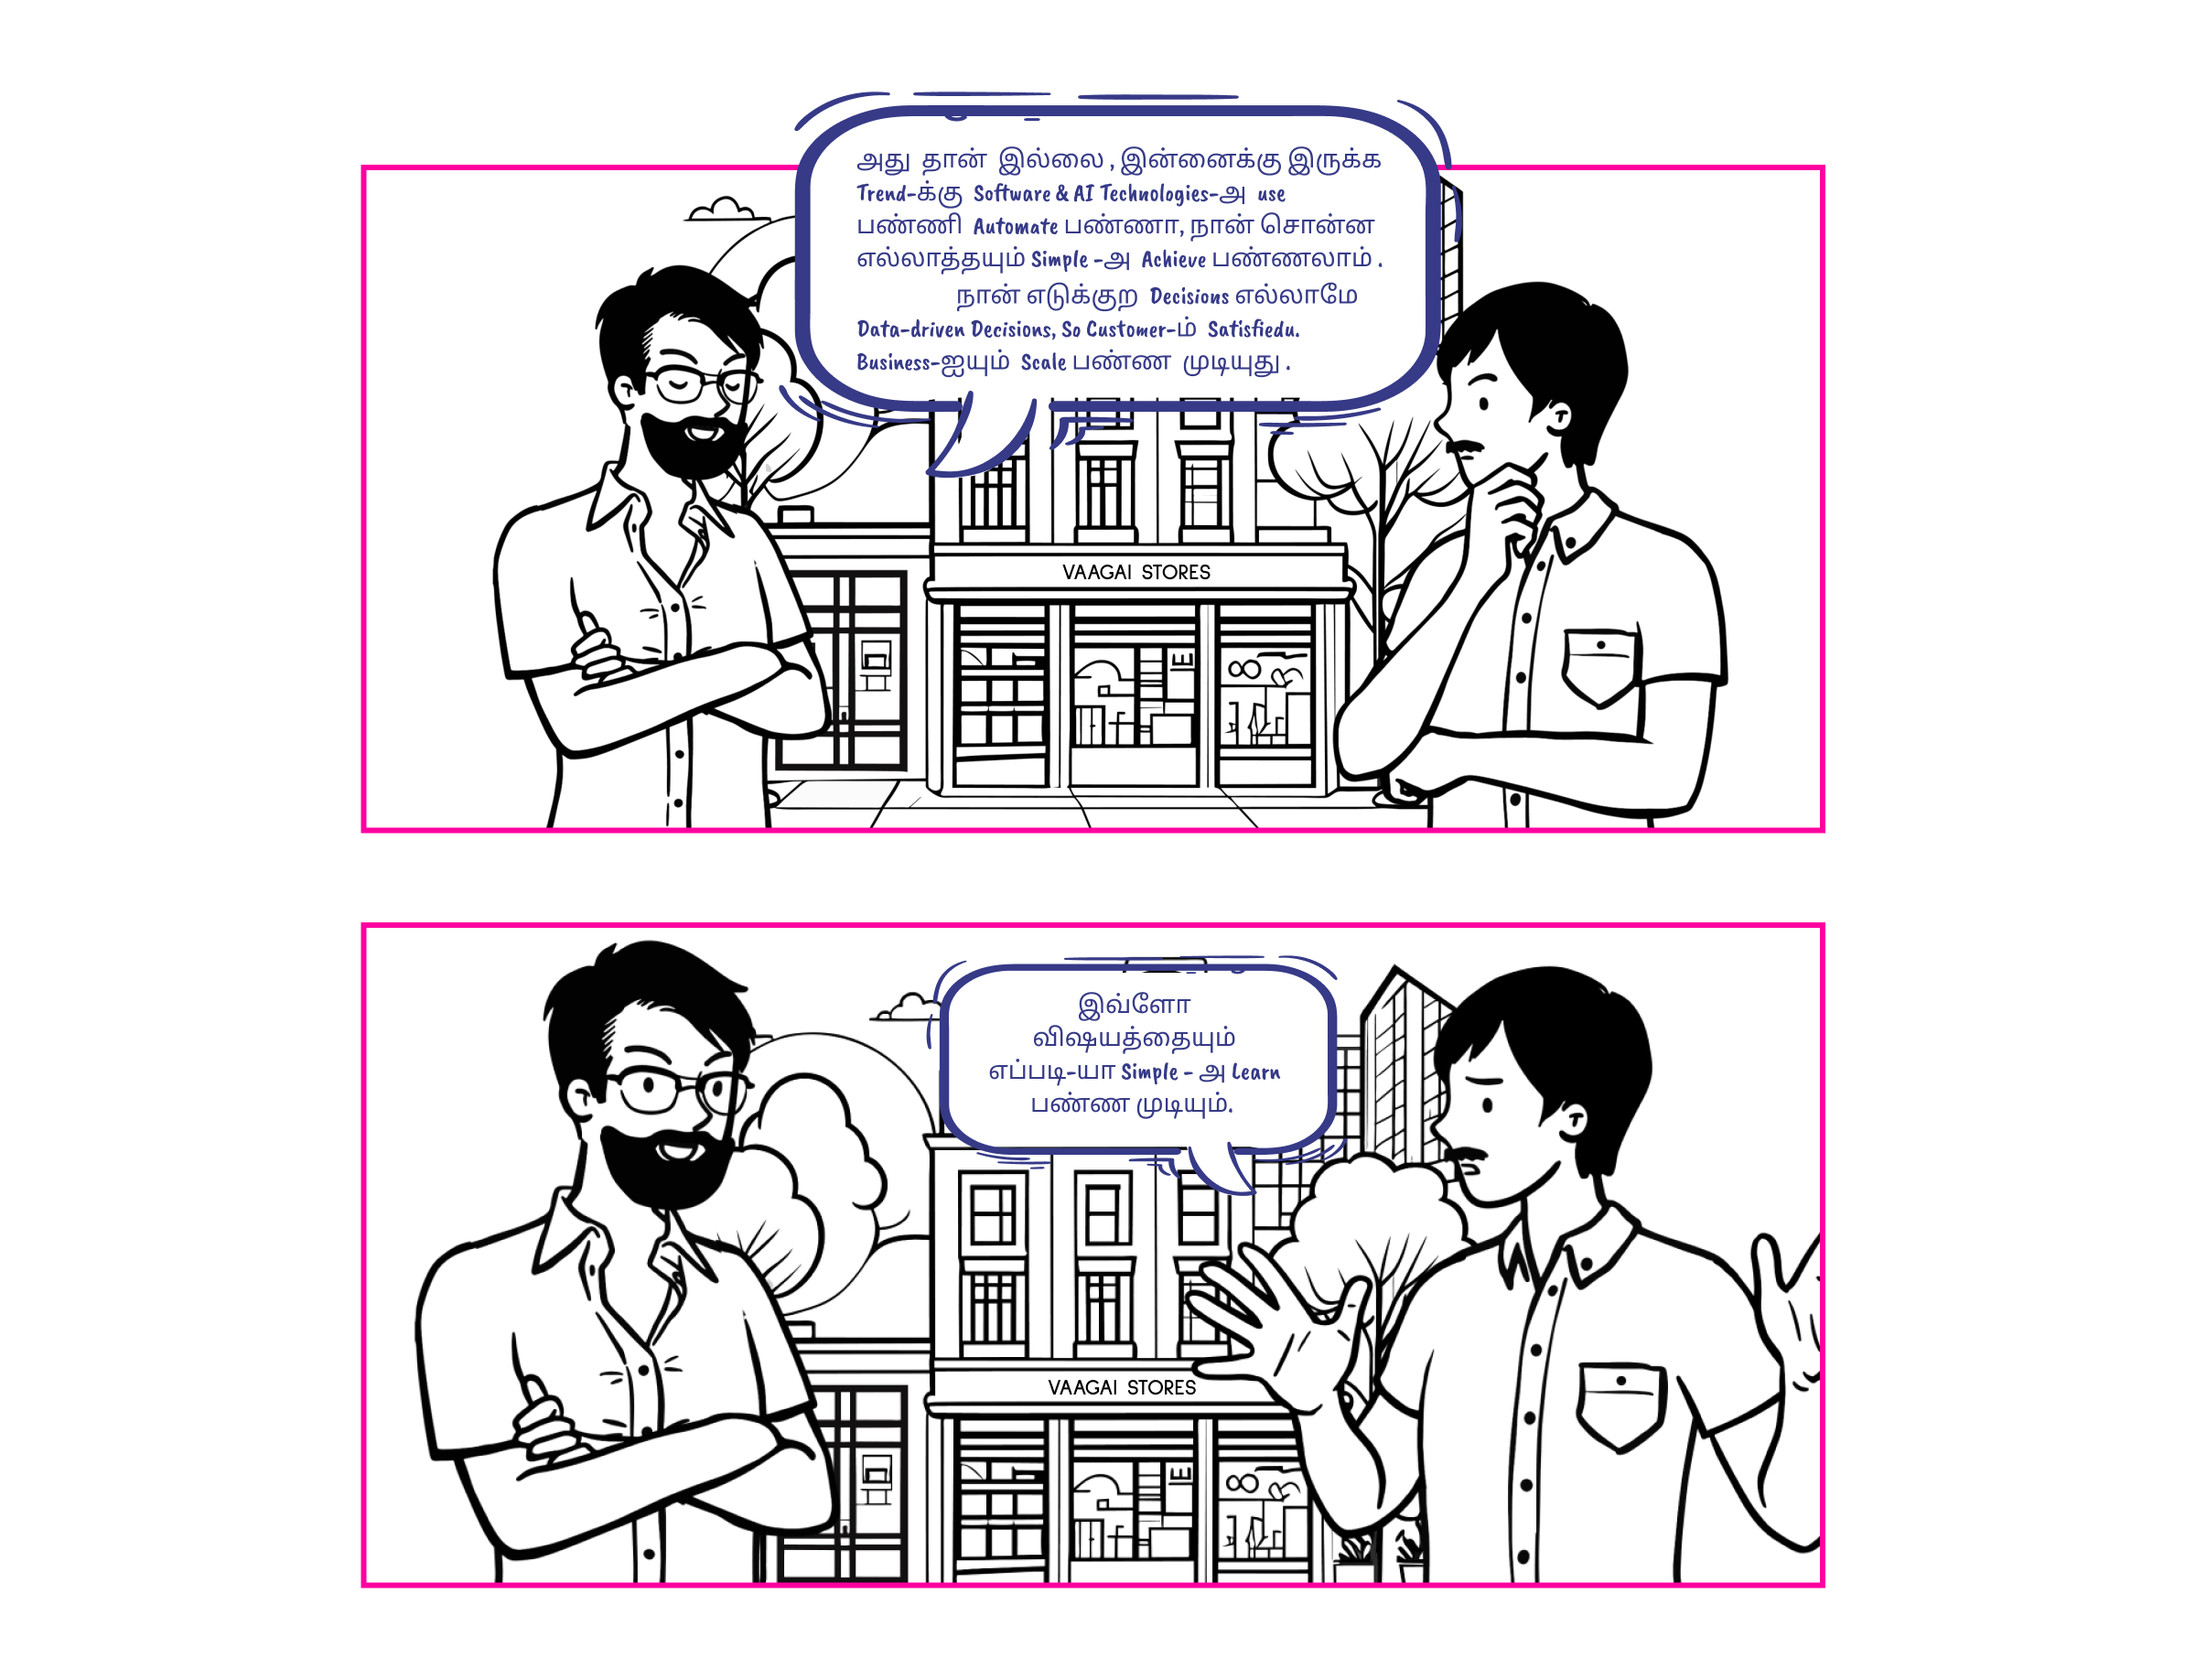 அது தான் இல்லை , இன்னைக்கு இருக்க
Trend-க்கு Software & AI Technologies-அ use
பண்ணி Automate பண்ணா, நான் சொன்ன
எல்லாத்தயும் Simple -அ Achieve பண்ணலாம் .
நான் எடுக்குற Decisions எல்லாமே
Data-driven Decisions, So Customer-ம் Satisfiedu.
Business-ஐயும் Scale பண்ண முடியுது .
VAAGAI STORES
இவ்ளோ
விஷயத்தையும்
எப்படி-யா Simple - அ Learn
பண்ண முடியும்.
VAAGAI STORES